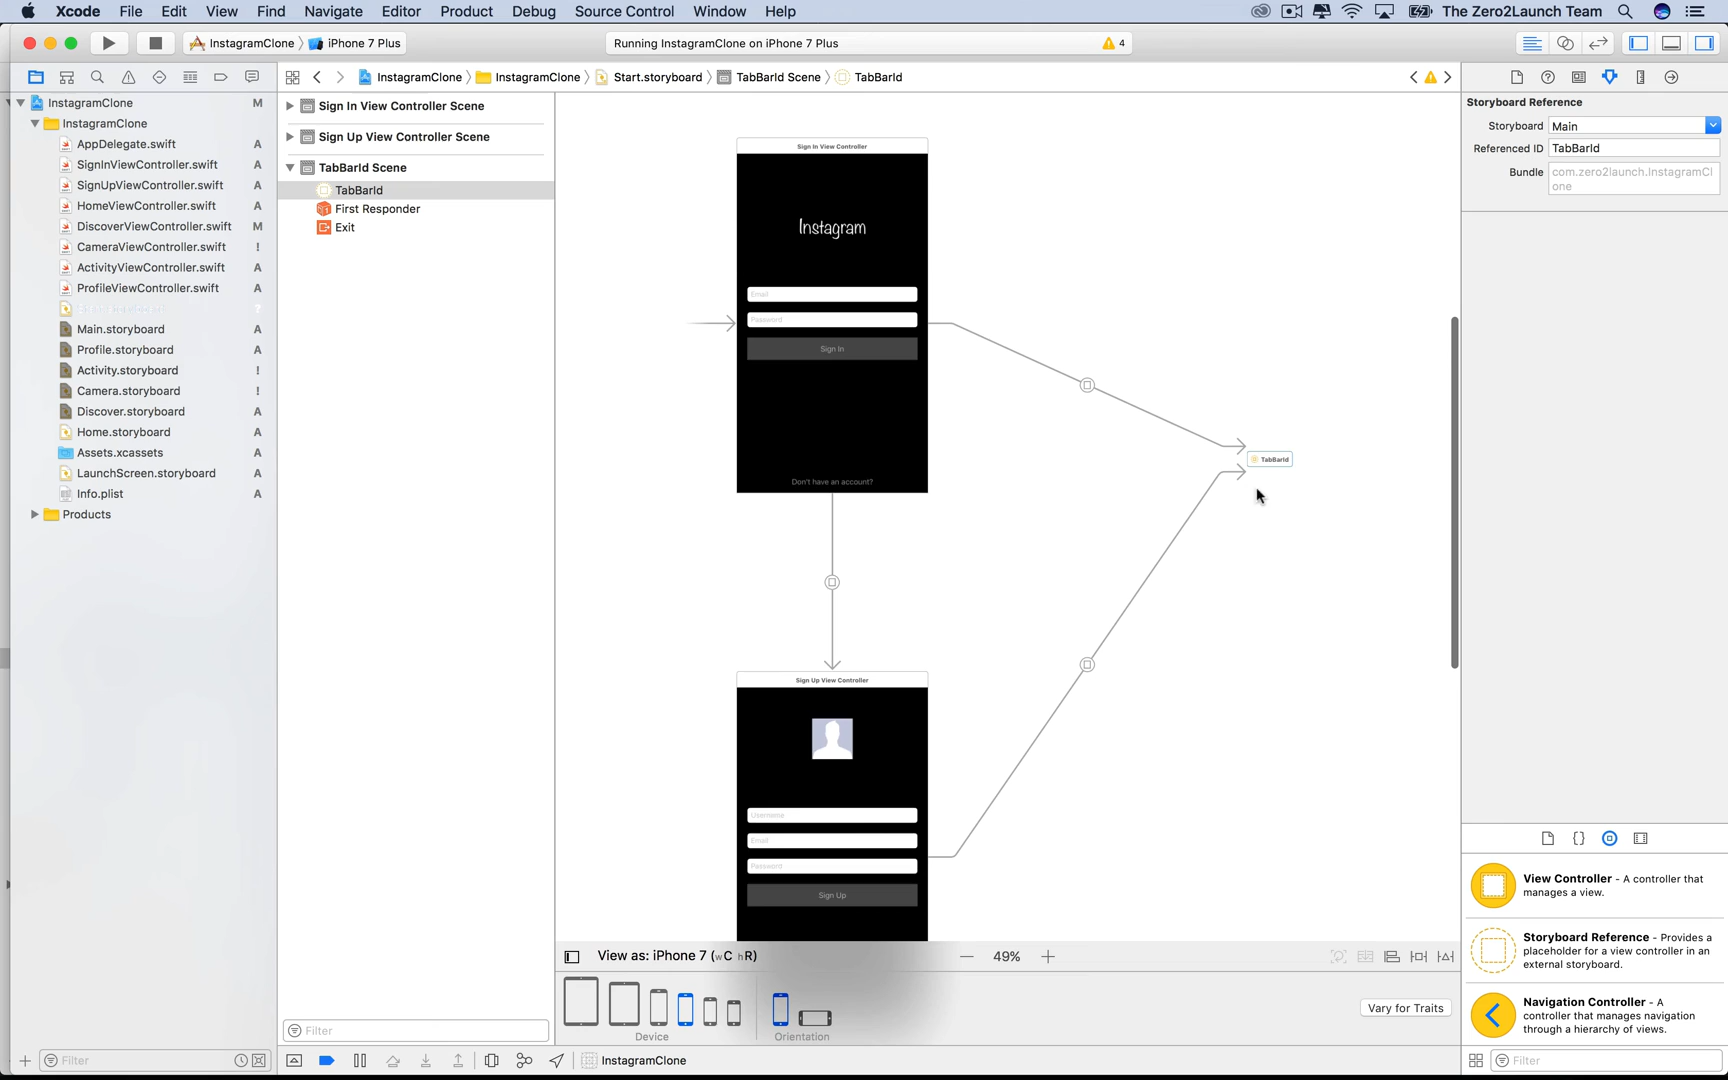 Xcode File Edit View Find Navigate Editor Product Debug Source Control Window Help The Zero2Launch Team
InstagramClone iPhone 7 Plus Running InstagramClone on iPhone 7 Plus 4
InstagramClone InstagramClone Start.storyboard TabBarId Scene TabBarId
InstagramClone M
InstagramClone
AppDelegate.swift A
SignInViewController.swift A
SignUpViewController.swift A
HomeViewController.swift A
DiscoverViewController.swift M
CameraViewController.swift !
ActivityViewController.swift A
ProfileViewController.swift A
?
Main.storyboard A
Profile.storyboard A
Activity.storyboard !
Camera.storyboard !
Discover.storyboard A
Home.storyboard A
Assets.xcassets A
LaunchScreen.storyboard A
Info.plist A
Products
Filter
Sign In View Controller Scene
Sign Up View Controller Scene
TabBarId Scene
TabBarId
First Responder
Exit
Filter
Sign In View Controller
Instagram
Email
Password
Sign In
Don't have an account?
TabBarId
Sign Up View Controller
Username
Email
Password
Sign Up
View as: iPhone 7 (wC hR) 49%
Device Orientation
Vary for Traits
InstagramClone
Storyboard Reference
Storyboard Main
Referenced ID TabBarId
Bundle com.zero2launch.InstagramCl
one
{}
View Controller - A controller that
manages a view.
Storyboard Reference - Provides a
placeholder for a view controller in an
external storyboard.
Navigation Controller - A
controller that manages navigation
through a hierarchy of views.
Filter